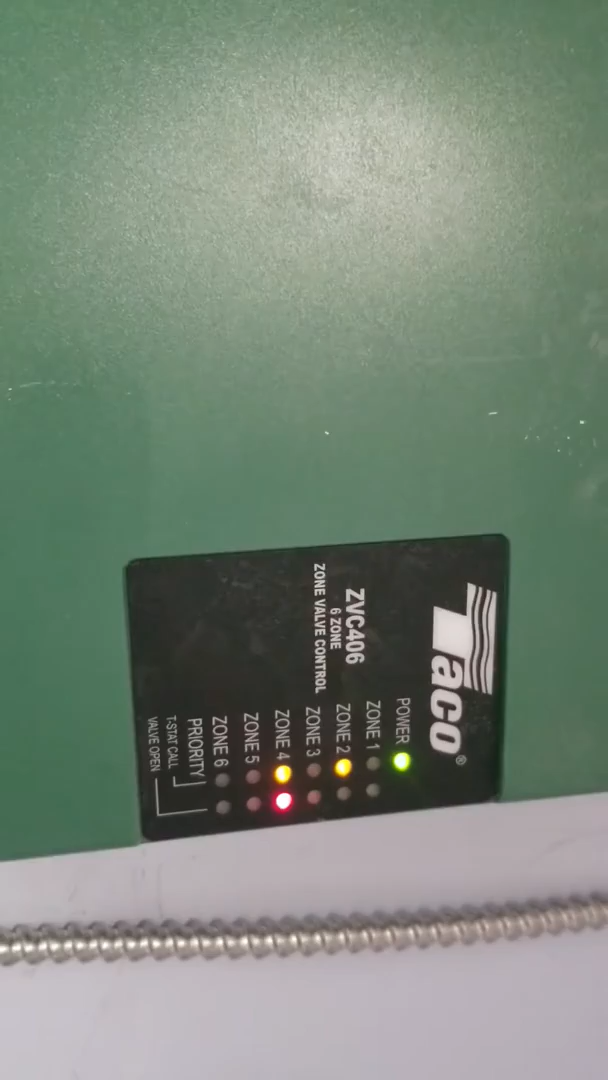 Taco®
ZVC406
6 ZONE
ZONE VALVE CONTROL
POWER
ZONE 1
ZONE 2
ZONE 3
ZONE 4
ZONE 5
ZONE 6
PRIORITY
T-STAT CALL
VALVE OPEN